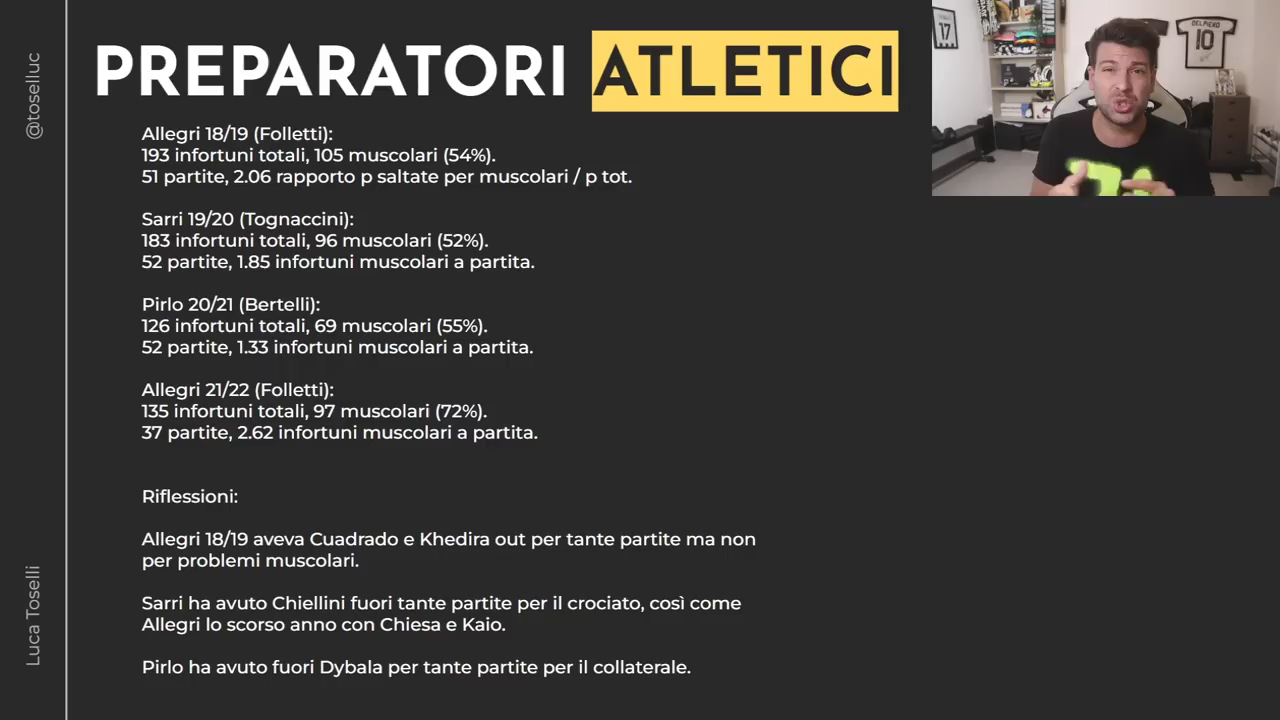 PREPARATORI ATLETICI
@toselluc
Luca Toselli
Allegri 18/19 (Folletti):
193 infortuni totali, 105 muscolari (54%).
51 partite, 2.06 rapporto p saltate per muscolari / p tot.
Sarri 19/20 (Tognaccini):
183 infortuni totali, 96 muscolari (52%).
52 partite, 1.85 infortuni muscolari a partita.
Pirlo 20/21 (Bertelli):
126 infortuni totali, 69 muscolari (55%).
52 partite, 1.33 infortuni muscolari a partita.
Allegri 21/22 (Folletti):
135 infortuni totali, 97 muscolari (72%).
37 partite, 2.62 infortuni muscolari a partita.
Riflessioni:
Allegri 18/19 aveva Cuadrado e Khedira out per tante partite ma non
per problemi muscolari.
Sarri ha avuto Chiellini fuori tante partite per il crociato, così come
Allegri lo scorso anno con Chiesa e Kaio.
Pirlo ha avuto fuori Dybala per tante partite per il collaterale.
17
DEL PIERO
10